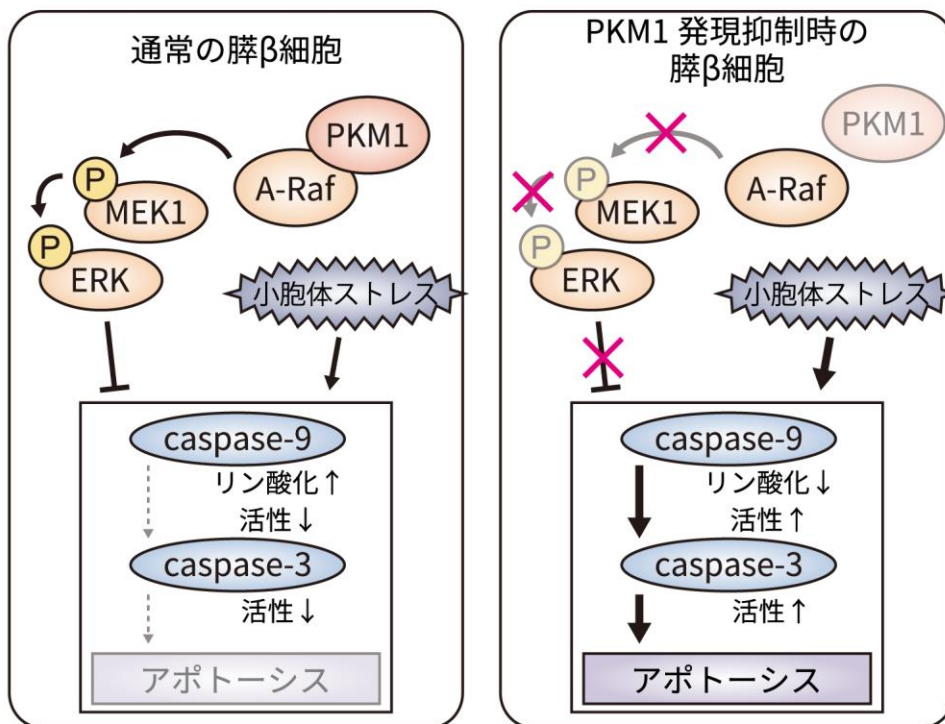 通常の膵β細胞
PKM1
A-Raf
P
MEK1
P
ERK
小胞体ストレス
caspase-9
リン酸化↑
活性↓
caspase-3
活性↓
アポトーシス
PKM1 発現抑制時の
膵β細胞
PKM1
A-Raf
P
MEK1
P
ERK
小胞体ストレス
caspase-9
リン酸化↓
活性↑
caspase-3
活性↑
アポトーシス